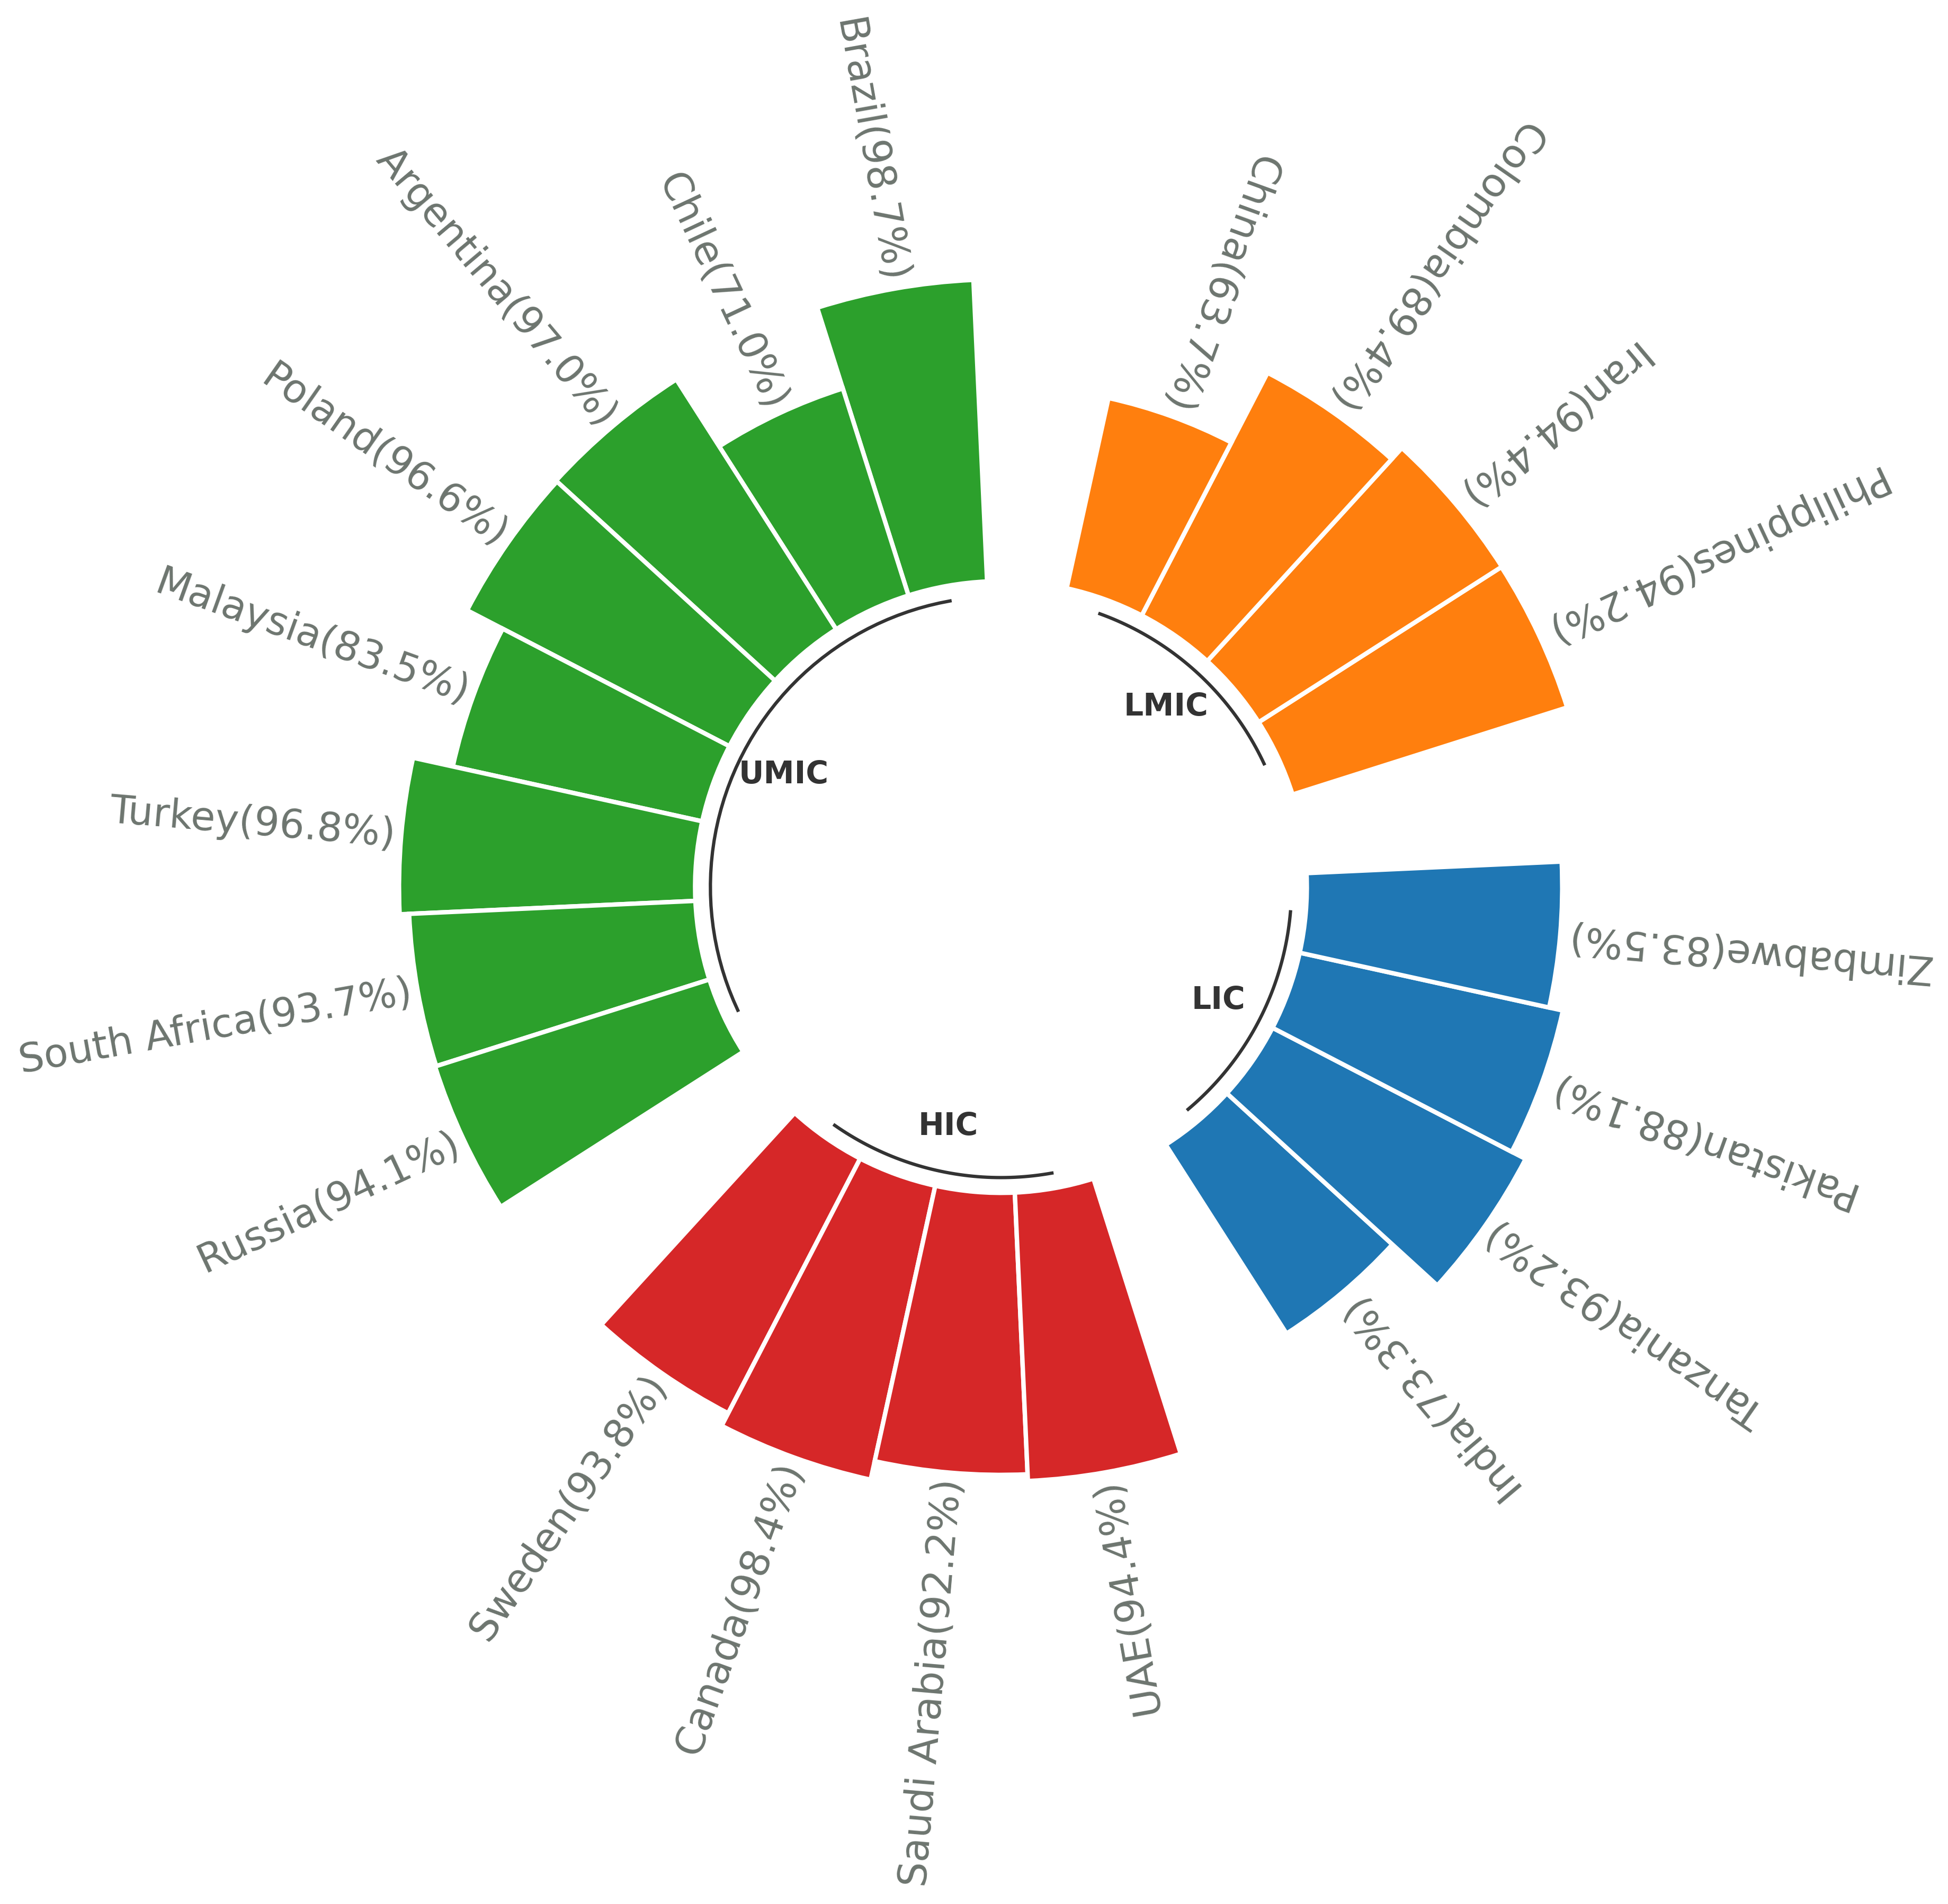 Brazil(98.7%)
Chile(71.0%)
Argentina(97.0%)
Poland(96.6%)
Malaysia(83.5%)
Turkey(96.8%)
South Africa(93.7%)
Russia(94.1%)
UMIC
China(63.7%)
Colombia(89.4%)
Iran(94.4%)
Philippines(94.2%)
LMIC
Zimbabwe(83.5%)
Pakistan(88.1%)
Tanzania(93.2%)
India(73.3%)
LIC
HIC
Sweden(93.8%)
Canada(98.4%)
Saudi Arabia(92.2%)
UAE(94.4%)